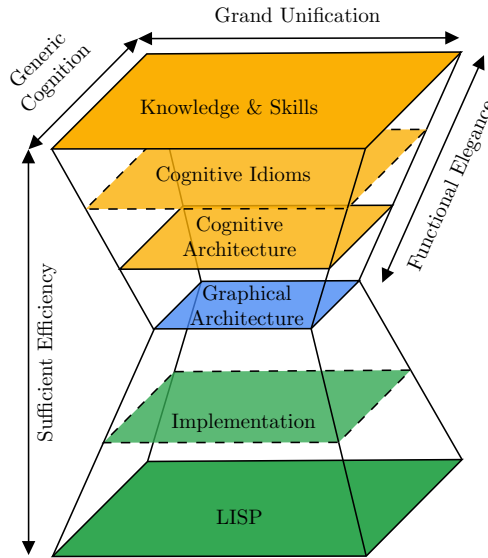 Grand Unification
Generic
Cognition
Knowledge & Skills
Functional Elegance
Cognitive Idioms
Cognitive
Architecture
Graphical
Architecture
Sufficient Efficiency
Implementation
LISP